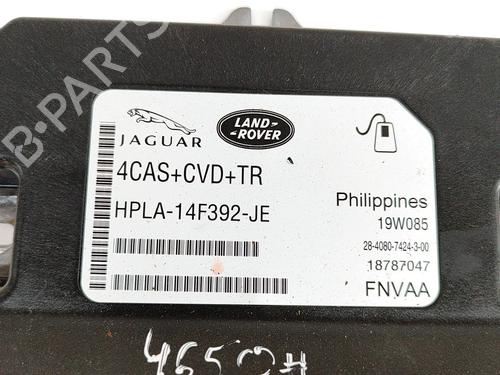 B-PARTS
JAGUAR
LAND-
ROVER
4CAS+CVD+TR
HPLA-14F392-JE
Philippines
19W085
28-4080-7424-3-00
18787047
FNVAA